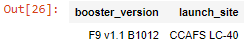 Out[26]: booster_version launch_site
F9 v1.1 B1012 CCAFS LC-40